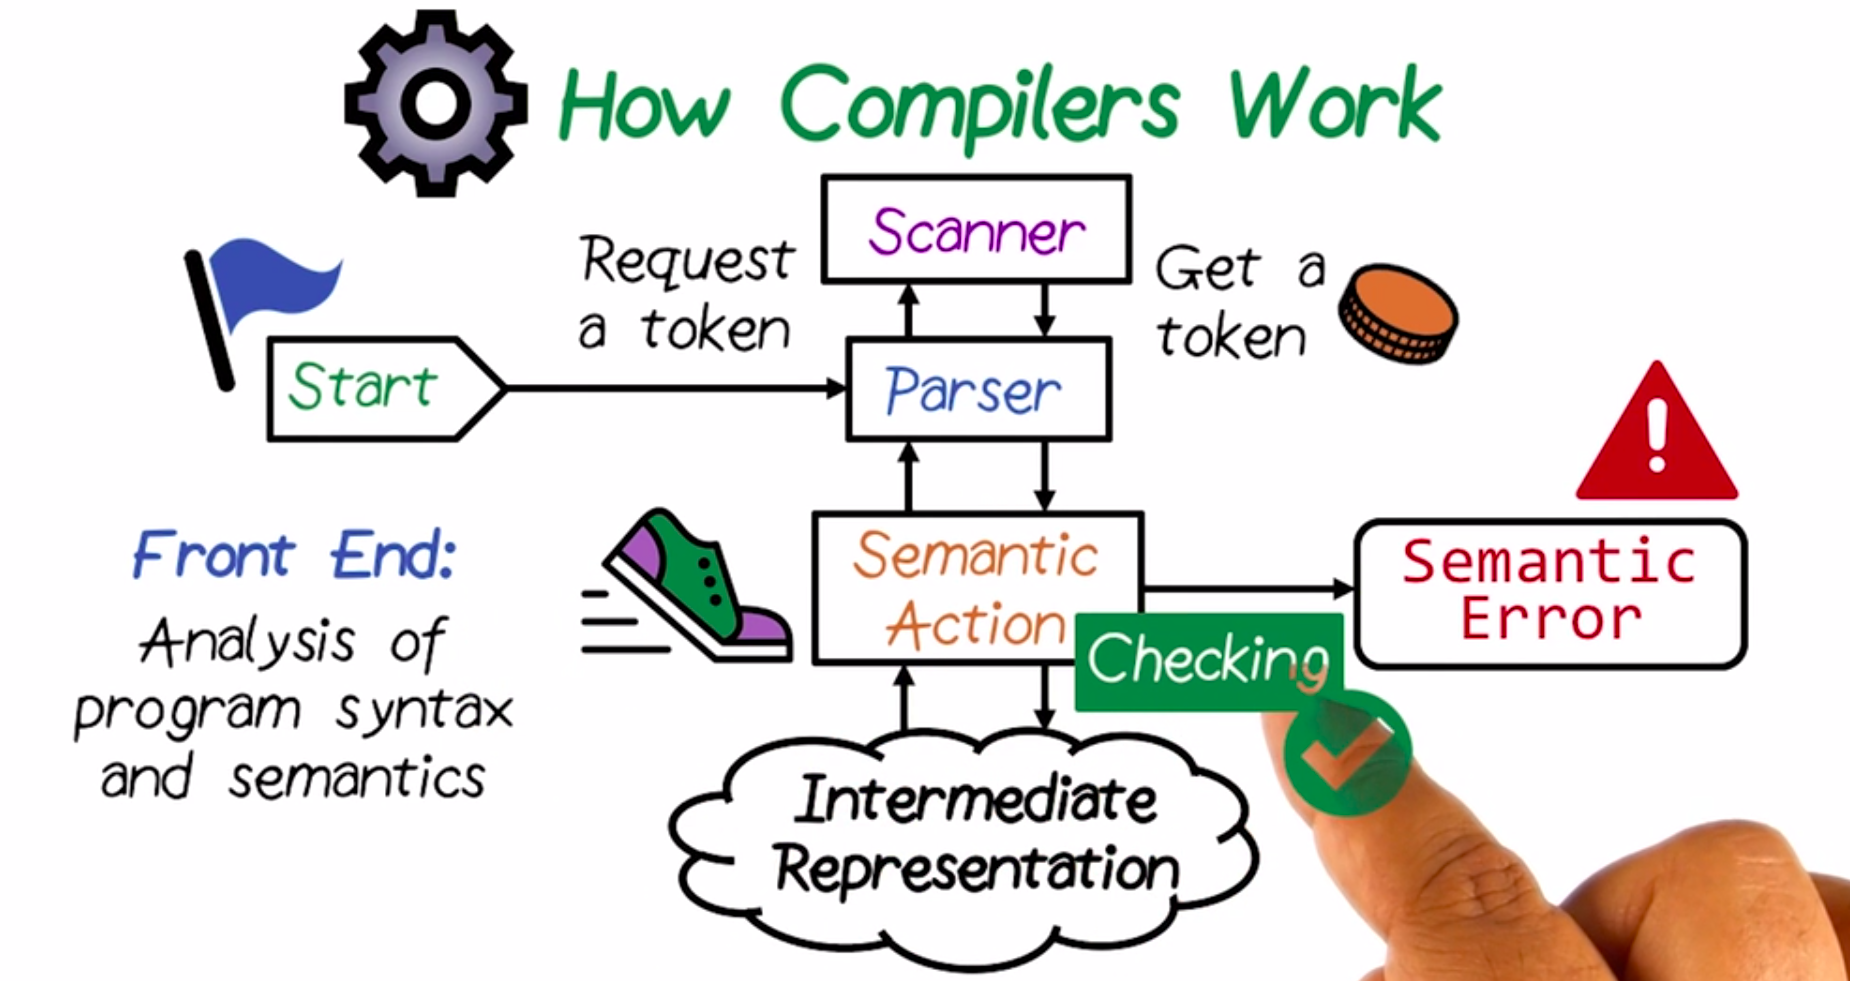 How Compilers Work
Scanner
Request
a token
Get a
token
Start
Parser
Front End:
Analysis of
program syntax
and semantics
Semantic
Action
Checking
Semantic
Error
Intermediate
Representation